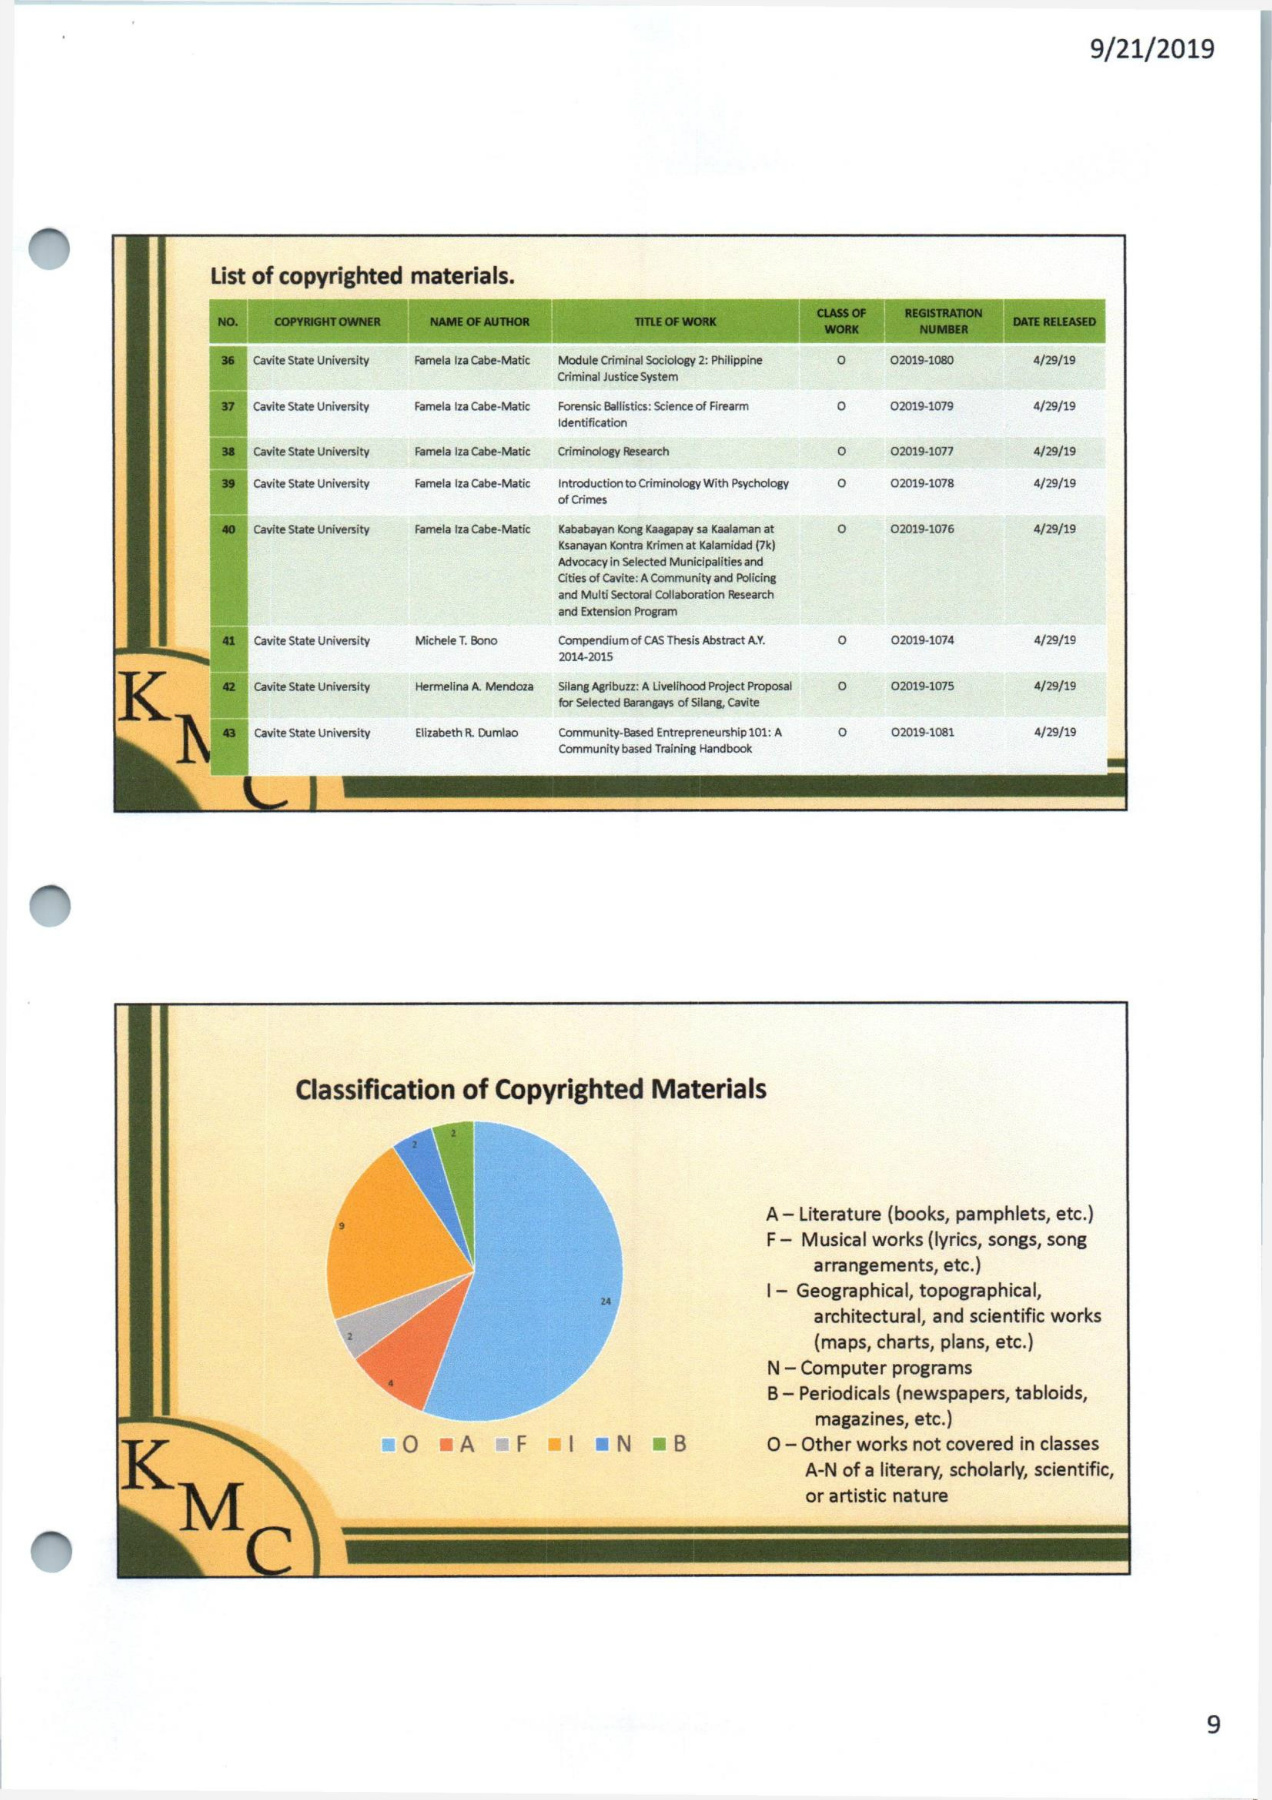 9/21/2019
List of copyrighted materials.
NO. COPYRIGHT OWNER NAME OF AUTHOR TITLE OF WORK CLASS OF WORK REGISTRATION NUMBER DATE RELEASED
36 Cavite State University Famela Iza Cabe-Matic Module Criminal Sociology 2: Philippine O O2019-1080 4/29/19
Criminal Justice System
37 Cavite State University Famela Iza Cabe-Matic Forensic Ballistics: Science of Firearm O O2019-1079 4/29/19
Identification
38 Cavite State University Famela Iza Cabe-Matic Criminology Research O O2019-1077 4/29/19
39 Cavite State University Famela Iza Cabe-Matic Introduction to Criminology With Psychology O O2019-1078 4/29/19
of Crimes
40 Cavite State University Famela Iza Cabe-Matic Kababayan Kong Kaagapay sa Kaalaman at O O2019-1076 4/29/19
Ksanayan Kontra Krimen at Kalamidad (7k)
Advocacy in Selected Municipalities and
Cities of Cavite: A Community and Policing
and Multi Sectoral Collaboration Research
and Extension Program
41 Cavite State University Michele T. Bono Compendium of CAS Thesis Abstract A.Y. O O2019-1074 4/29/19
2014-2015
42 Cavite State University Hermelina A. Mendoza Silang Agribuzz: A Livelihood Project Proposal O O2019-1075 4/29/19
for Selected Barangays of Silang, Cavite
43 Cavite State University Elizabeth R. Dumlao Community-Based Entrepreneurship 101: A O O2019-1081 4/29/19
Community based Training Handbook
K
M
C
Classification of Copyrighted Materials
2
2
9
24
2
4
O A F I N B
A – Literature (books, pamphlets, etc.)
F – Musical works (lyrics, songs, song
arrangements, etc.)
I – Geographical, topographical,
architectural, and scientific works
(maps, charts, plans, etc.)
N – Computer programs
B – Periodicals (newspapers, tabloids,
magazines, etc.)
O – Other works not covered in classes
A-N of a literary, scholarly, scientific,
or artistic nature
K
M
C
9